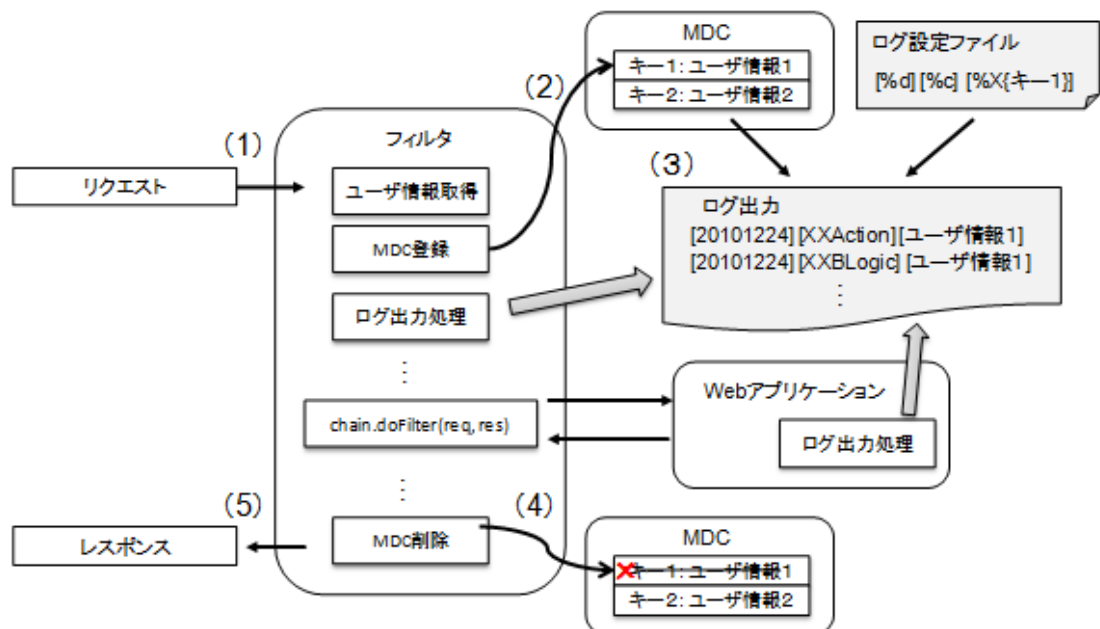 MDC
キー1：ユーザ情報1
キー2：ユーザ情報2
ログ設定ファイル
[%d] [%c] [%X{キー1}]
(1)
(2)
(3)
リクエスト
フィルタ
ユーザ情報取得
MDC登録
ログ出力処理
⋮
chain.doFilter(req, res)
⋮
MDC削除
ログ出力
[20101224] [XXAction] [ユーザ情報1]
[20101224] [XXBLogic] [ユーザ情報1]
⋮
Webアプリケーション
ログ出力処理
(4)
(5)
レスポンス
MDC
キー1：ユーザ情報1
キー2：ユーザ情報2